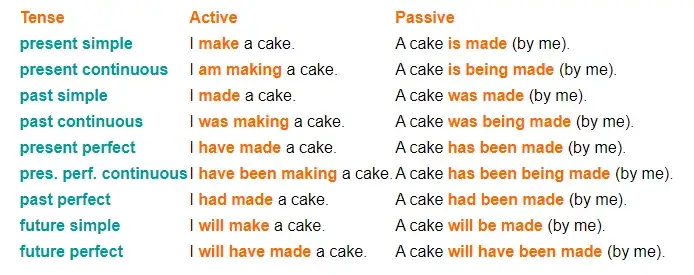 Tense Active Passive
present simple I make a cake. A cake is made (by me).
present continuous I am making a cake. A cake is being made (by me).
past simple I made a cake. A cake was made (by me).
past continuous I was making a cake. A cake was being made (by me).
present perfect I have made a cake. A cake has been made (by me).
pres. perf. continuous I have been making a cake. A cake has been being made (by me).
past perfect I had made a cake. A cake had been made (by me).
future simple I will make a cake. A cake will be made (by me).
future perfect I will have made a cake. A cake will have been made (by me).